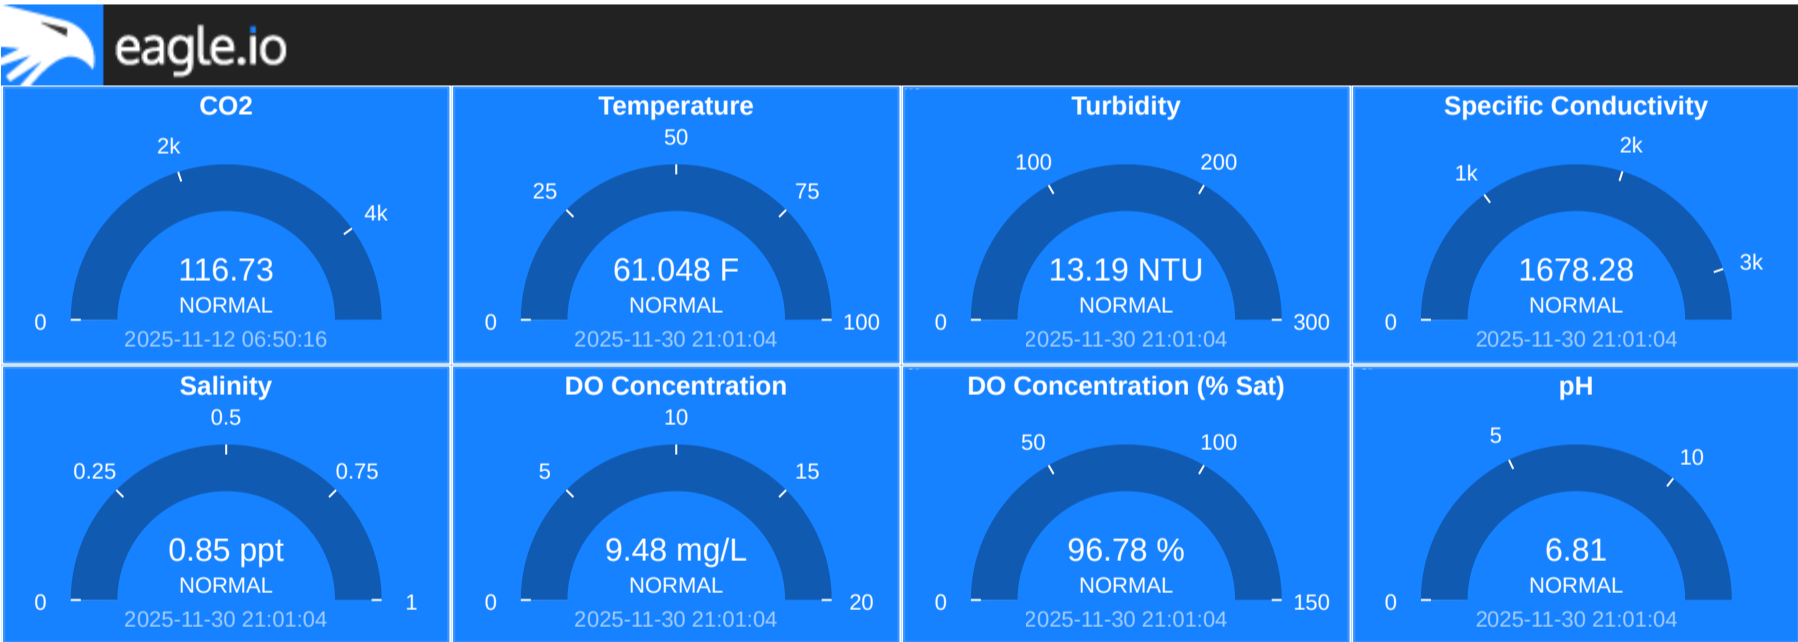 eagle.io
CO2
0
2k
4k
116.73
NORMAL
2025-11-12 06:50:16
Temperature
0
25
50
75
100
61.048 F
NORMAL
2025-11-30 21:01:04
Turbidity
0
100
200
300
13.19 NTU
NORMAL
2025-11-30 21:01:04
Specific Conductivity
0
1k
2k
3k
1678.28
NORMAL
2025-11-30 21:01:04
Salinity
0
0.25
0.5
0.75
1
0.85 ppt
NORMAL
2025-11-30 21:01:04
DO Concentration
0
5
10
15
20
9.48 mg/L
NORMAL
2025-11-30 21:01:04
DO Concentration (% Sat)
0
50
100
150
96.78 %
NORMAL
2025-11-30 21:01:04
pH
0
5
10
6.81
NORMAL
2025-11-30 21:01:04